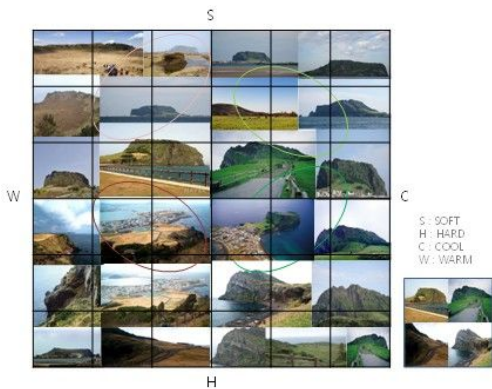 S
W
C
S : SOFT
H : HARD
C : COOL
W : WARM
H